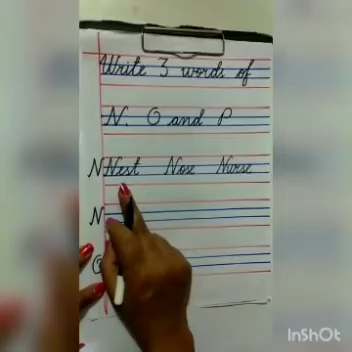 Write 3 words of
N. O and P
N Nest Nose Nurse
N
O
InShOt